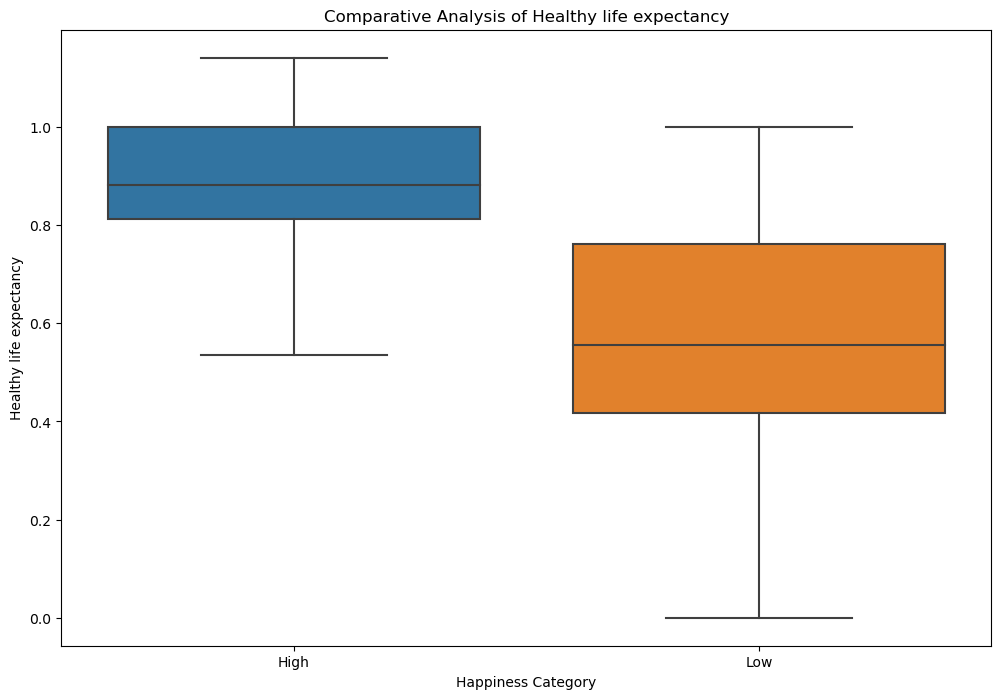 Comparative Analysis of Healthy life expectancy
1.0
0.8
0.6
0.4
0.2
0.0
Healthy life expectancy
High
Low
Happiness Category